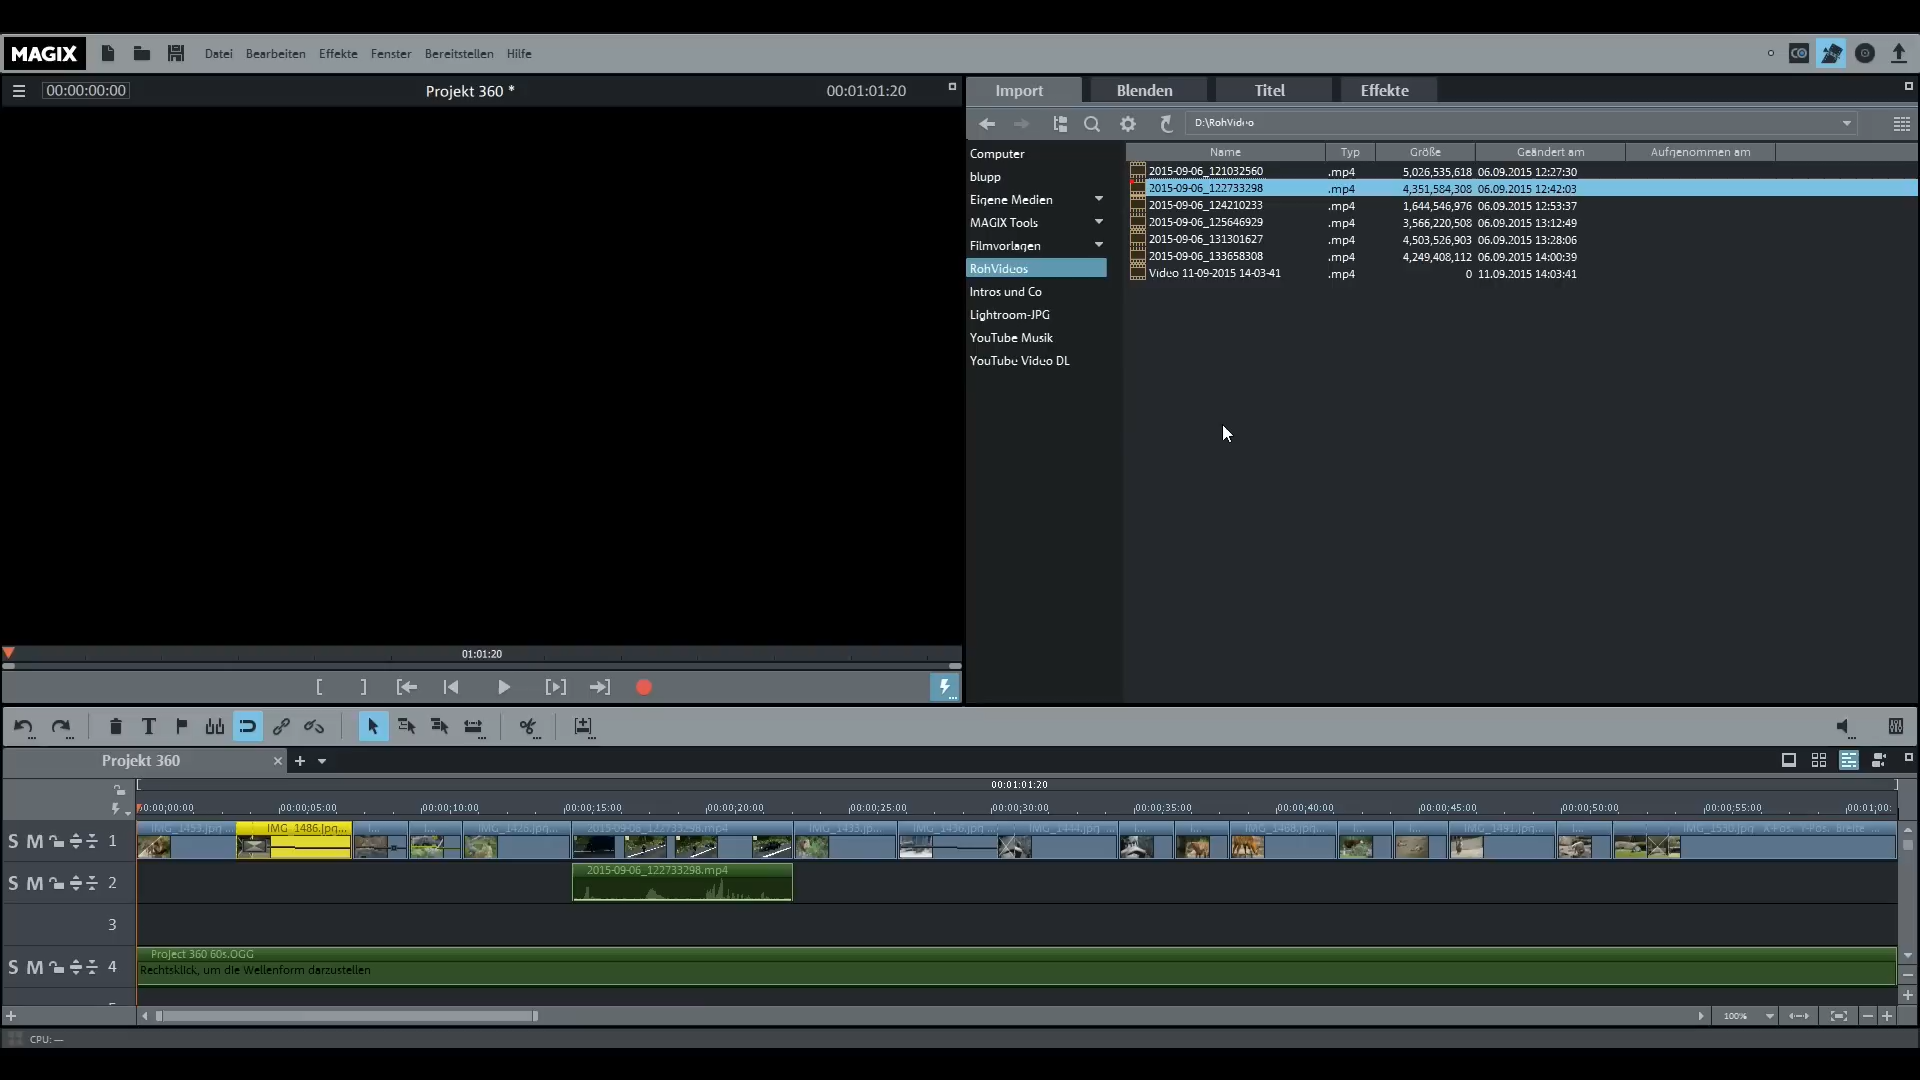 MAGIX Datei Bearbeiten Effekte Fenster Bereitstellen Hilfe
00:00:00:00 Projekt 360 * 00:01:01:20
Import Blenden Titel Effekte
D:\RohVideo
Computer
blupp
Eigene Medien
MAGIX Tools
Filmvorlagen
RohVideos
Intros und Co
Lightroom-JPG
YouTube Musik
YouTube Video DL
Name Typ Größe Geändert am Aufgenommen am
2015-09-06_121032560 .mp4 5,026,535,618 06.09.2015 12:27:30
2015-09-06_122733298 .mp4 4,351,584,308 06.09.2015 12:42:03
2015-09-06_124210233 .mp4 1,644,546,976 06.09.2015 12:53:37
2015-09-06_125646929 .mp4 3,566,220,508 06.09.2015 13:12:49
2015-09-06_131301627 .mp4 4,503,526,903 06.09.2015 13:28:06
2015-09-06_133658308 .mp4 4,249,408,112 06.09.2015 14:00:39
Video 11-09-2015 14-03-41 .mp4 0 11.09.2015 14:03:41
01:01:20
Projekt 360
00:01:01:20
00:00:00:00 00:00:05:00 00:00:10:00 00:00:15:00 00:00:20:00 00:00:25:00 00:00:30:00 00:00:35:00 00:00:40:00 00:00:45:00 00:00:50:00 00:00:55:00 00:01:00:
IMG_1453.jpg ... IMG_1486.jpg... I... I... IMG_1428.jpg... 2015-09-06_122733298.mp4 IMG_1433.jp... IMG_1436.jpg ... IMG_1444.jpg ... I... I... IMG_1468.jpg... I... I... IMG_1491.jpg... I... IMG_1530.jpg X-Pos. Y-Pos. Breite ...
S M 1
S M 2
2015-09-06_122733298.mp4
3
S M 4
Project 360 60s.OGG
Rechtsklick, um die Wellenform darzustellen
100%
CPU: —